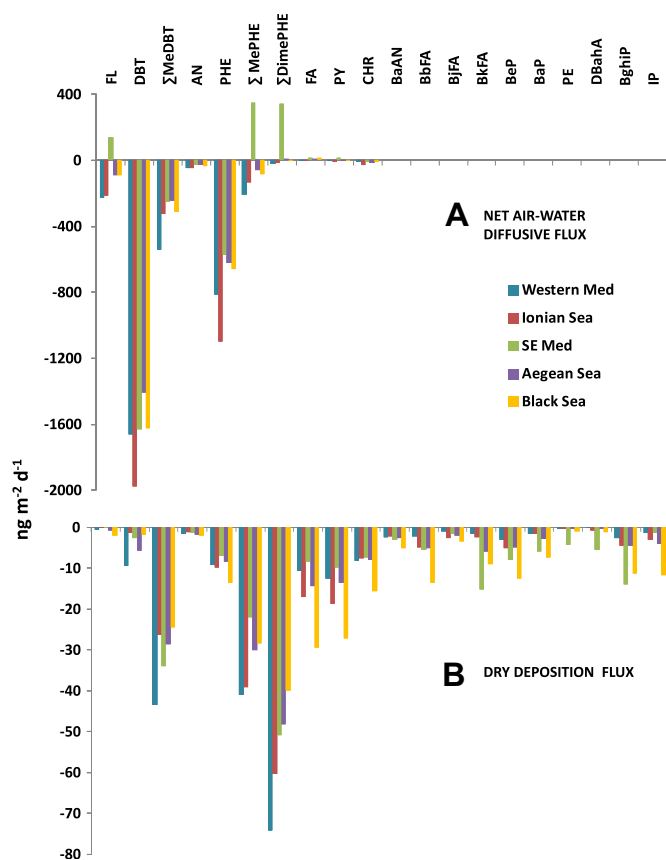 FL DBT ∑MeDBT AN PHE ∑ MePHE ∑DimePHE FA PY CHR BaAN BbFA BjFA BkFA BeP BaP PE DBahA BghiP IP
400
0
-400
-800
-1200
-1600
-2000
A NET AIR-WATER
DIFFUSIVE FLUX
Western Med
Ionian Sea
SE Med
Aegean Sea
Black Sea
ng m⁻² d⁻¹
0
-10
-20
-30
-40
-50
-60
-70
-80
B DRY DEPOSITION FLUX